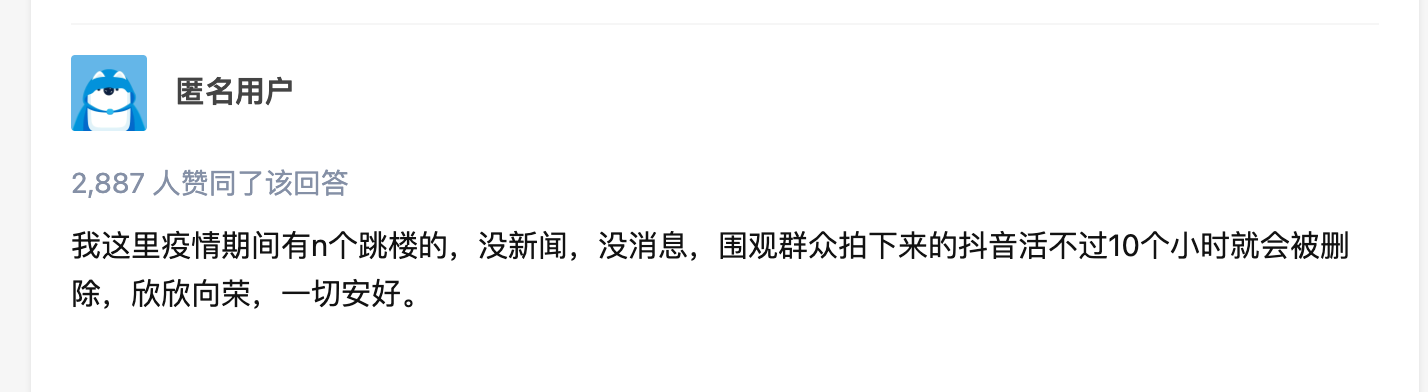 匿名用户
2,887 人赞同了该回答
我这里疫情期间有n个跳楼的，没新闻，没消息，围观群众拍下来的抖音活不过10个小时就会被删
除，欣欣向荣，一切安好。